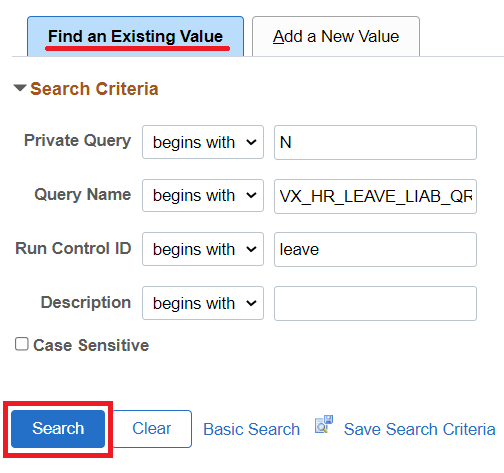 Find an Existing Value
Add a New Value
Search Criteria
Private Query begins with N
Query Name begins with VX_HR_LEAVE_LIAB_QR
Run Control ID begins with leave
Description begins with
Case Sensitive
Search Clear Basic Search Save Search Criteria